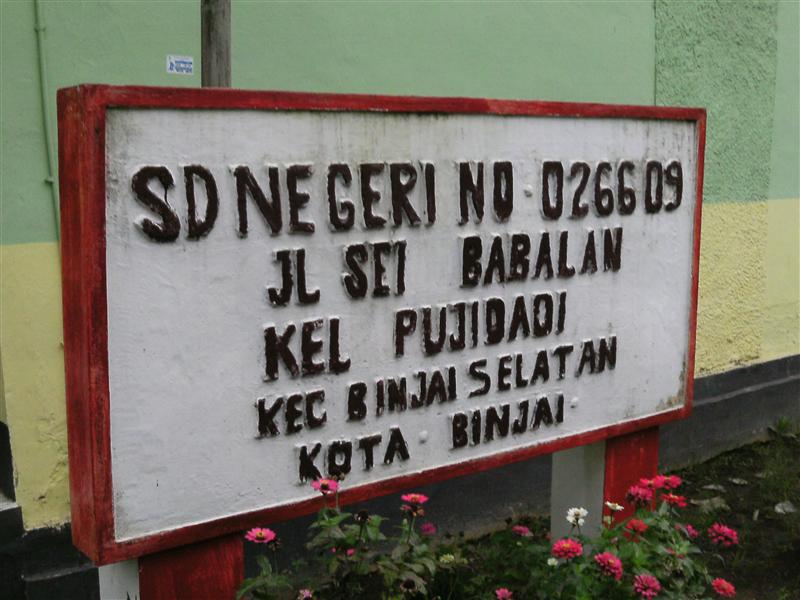 SD NEGERI NO. 026609
JL SEI BABALAN
KEL PUJIDADI
KEC BINJAI SELATAN
KOTA BINJAI